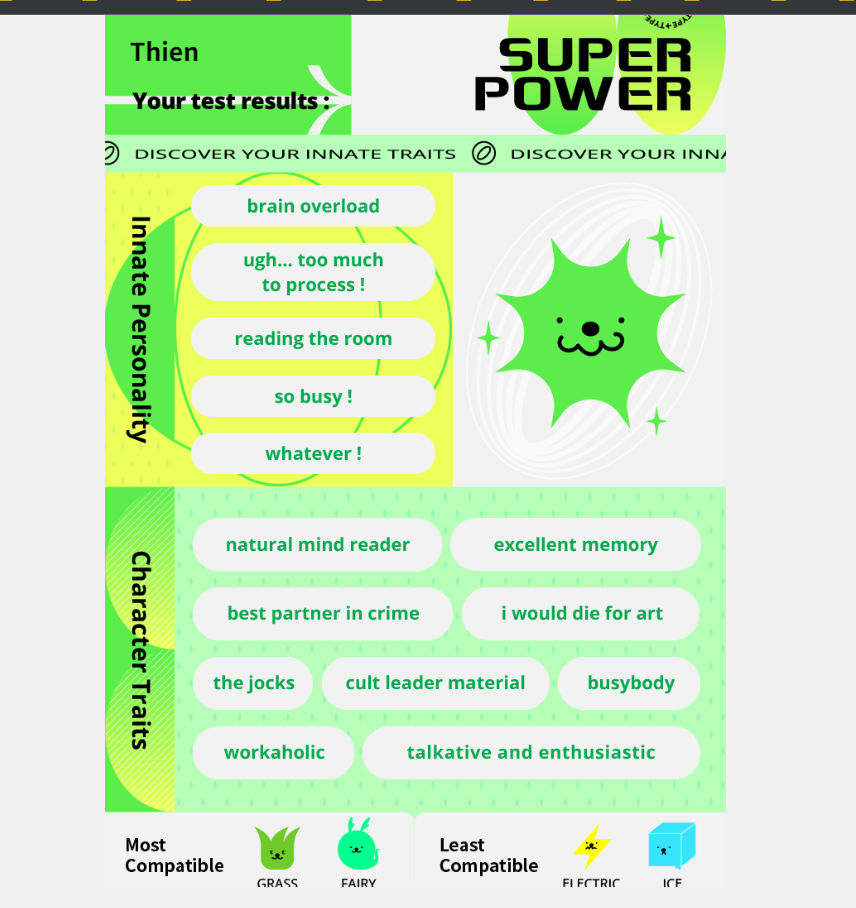 Thien
Your test results :
TYPE+TYPE
SUPER
POWER
DISCOVER YOUR INNATE TRAITS
DISCOVER YOUR INNA
Innate Personality
brain overload
ugh... too much
to process !
reading the room
so busy !
whatever !
Character Traits
natural mind reader
excellent memory
best partner in crime
i would die for art
the jocks
cult leader material
busybody
workaholic
talkative and enthusiastic
Most
Compatible
GRASS
FAIRY
Least
Compatible
ELECTRIC
ICE